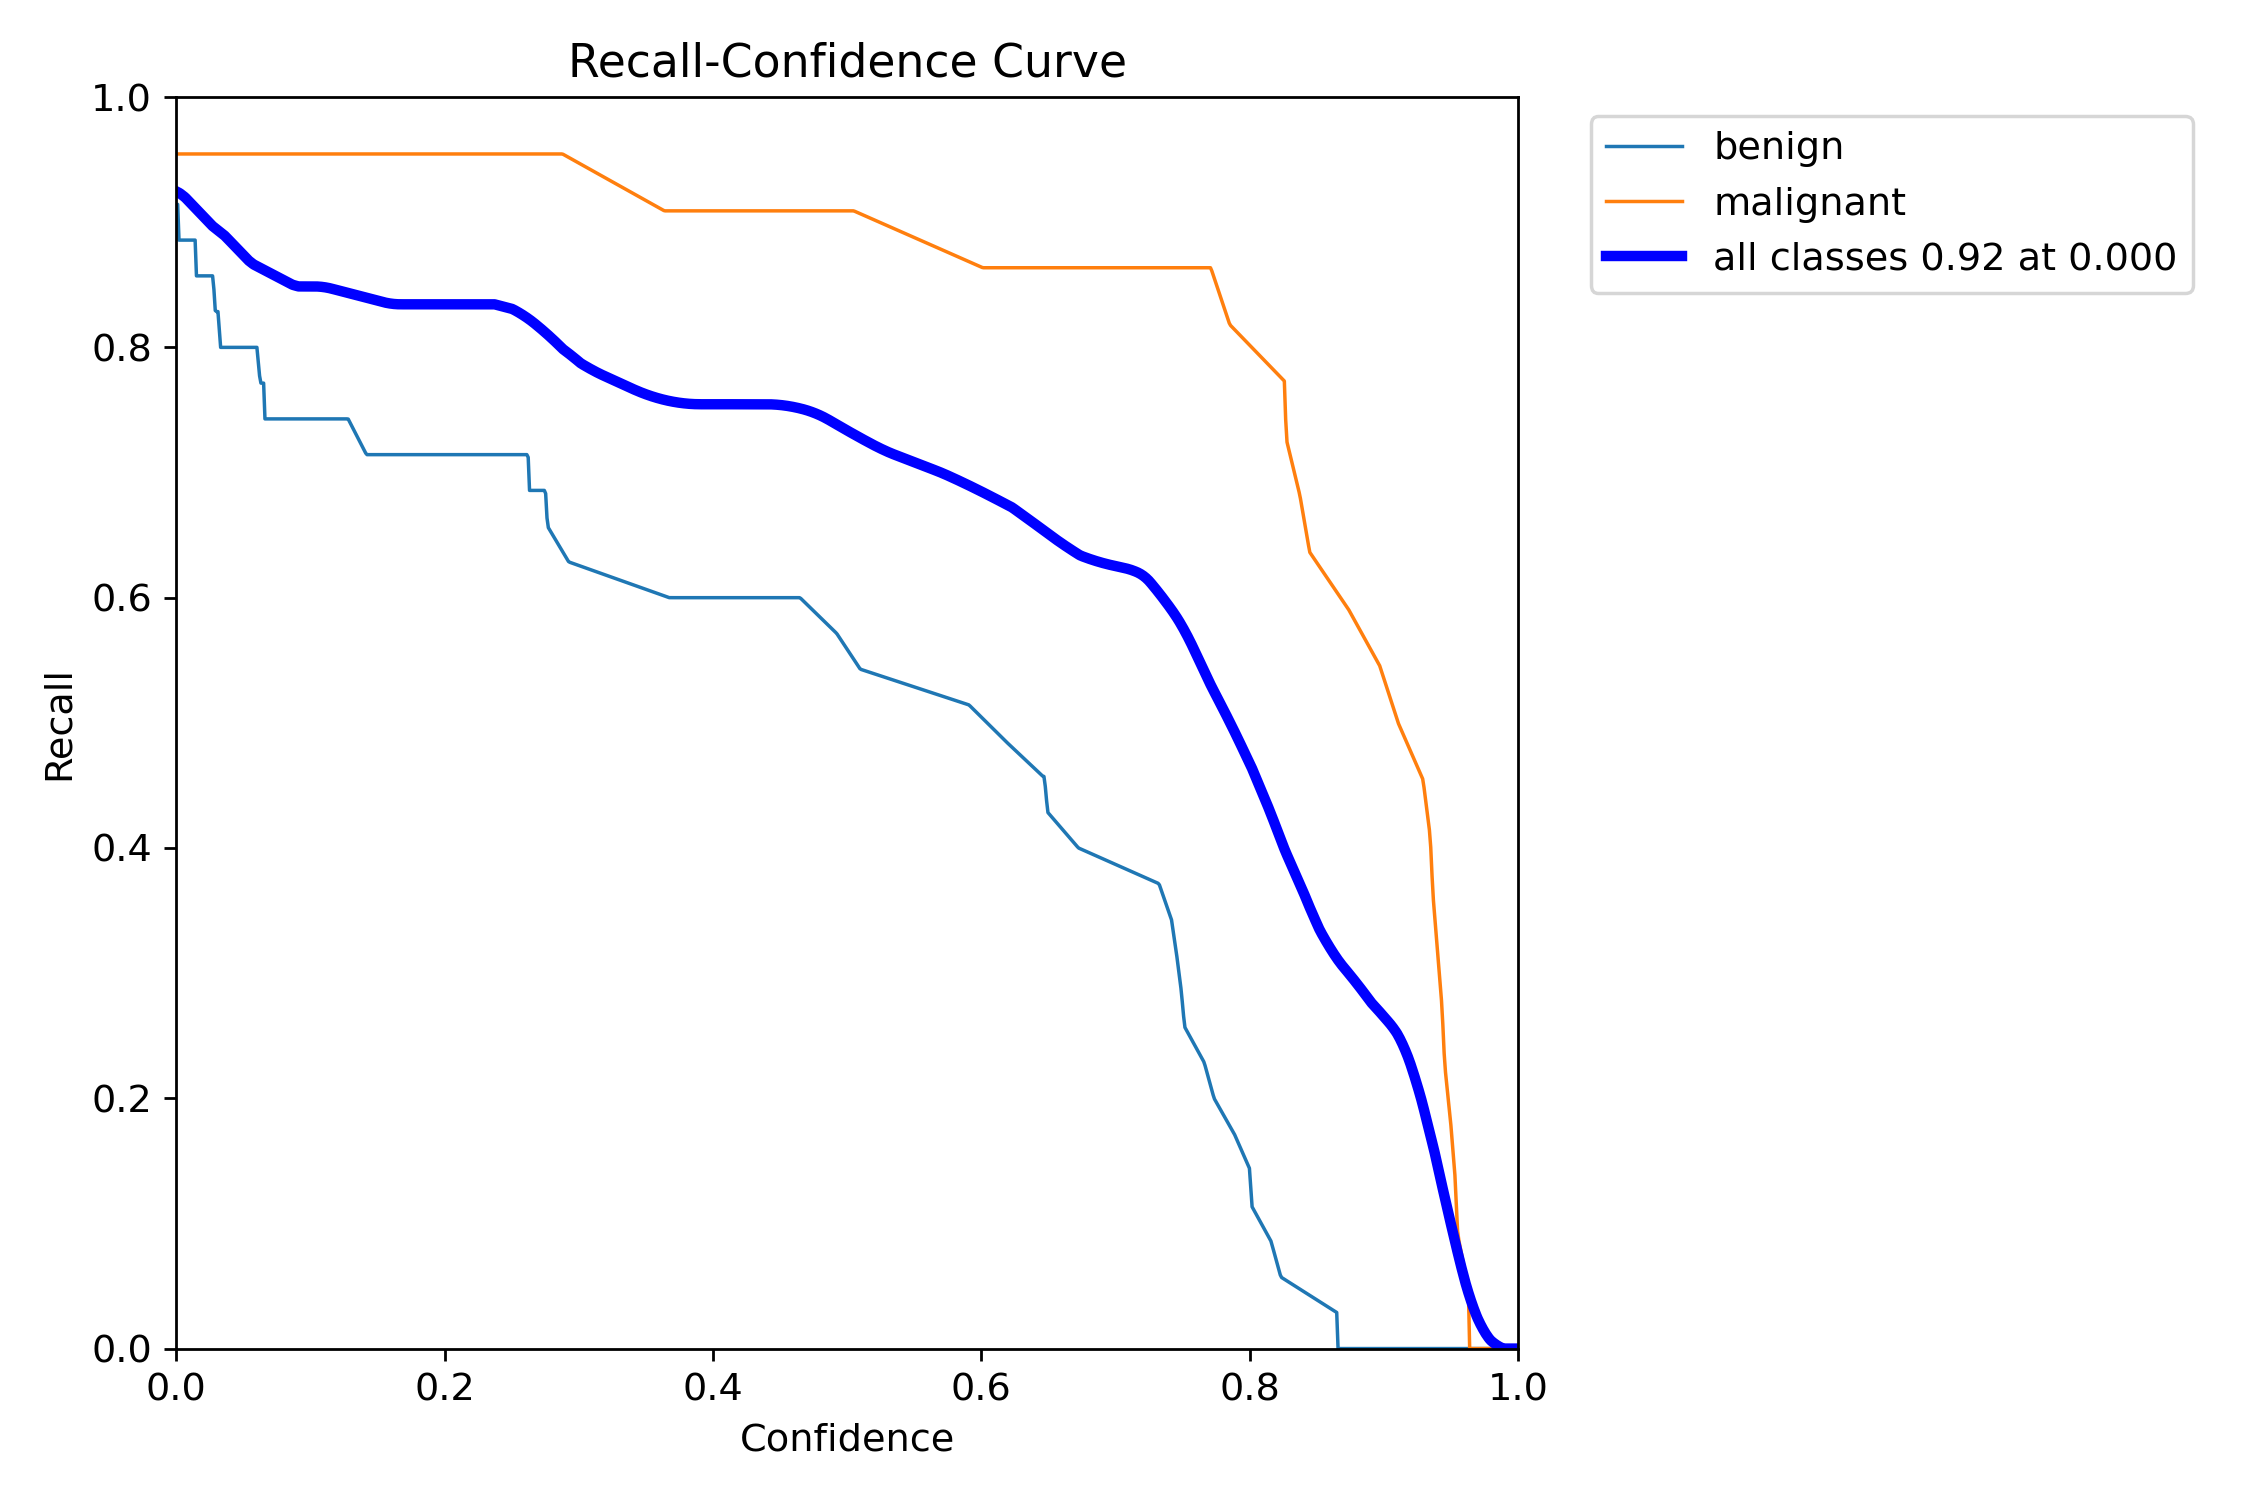 Recall-Confidence Curve
1.0
0.8
0.6
0.4
0.2
0.0
Recall
0.0 0.2 0.4 0.6 0.8 1.0
Confidence
benign
malignant
all classes 0.92 at 0.000